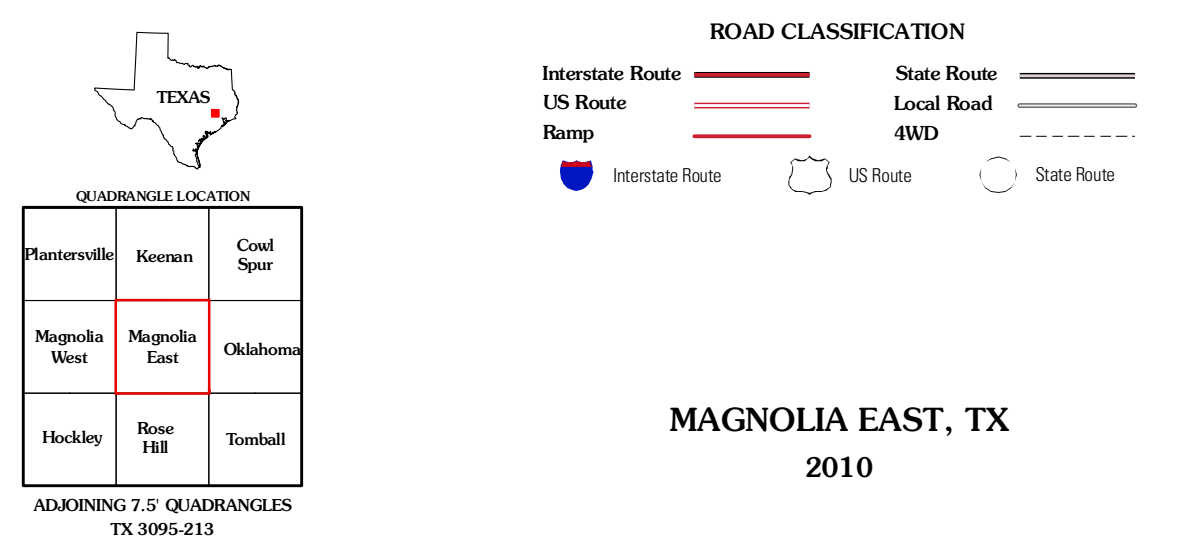 TEXAS
QUADRANGLE LOCATION
Plantersville
Keenan
Cowl
Spur
Magnolia
West
Magnolia
East
Oklahoma
Hockley
Rose
Hill
Tomball
ADJOINING 7.5' QUADRANGLES
TX 3095-213
ROAD CLASSIFICATION
Interstate Route
State Route
US Route
Local Road
Ramp
4WD
Interstate Route
US Route
State Route
MAGNOLIA EAST, TX
2010